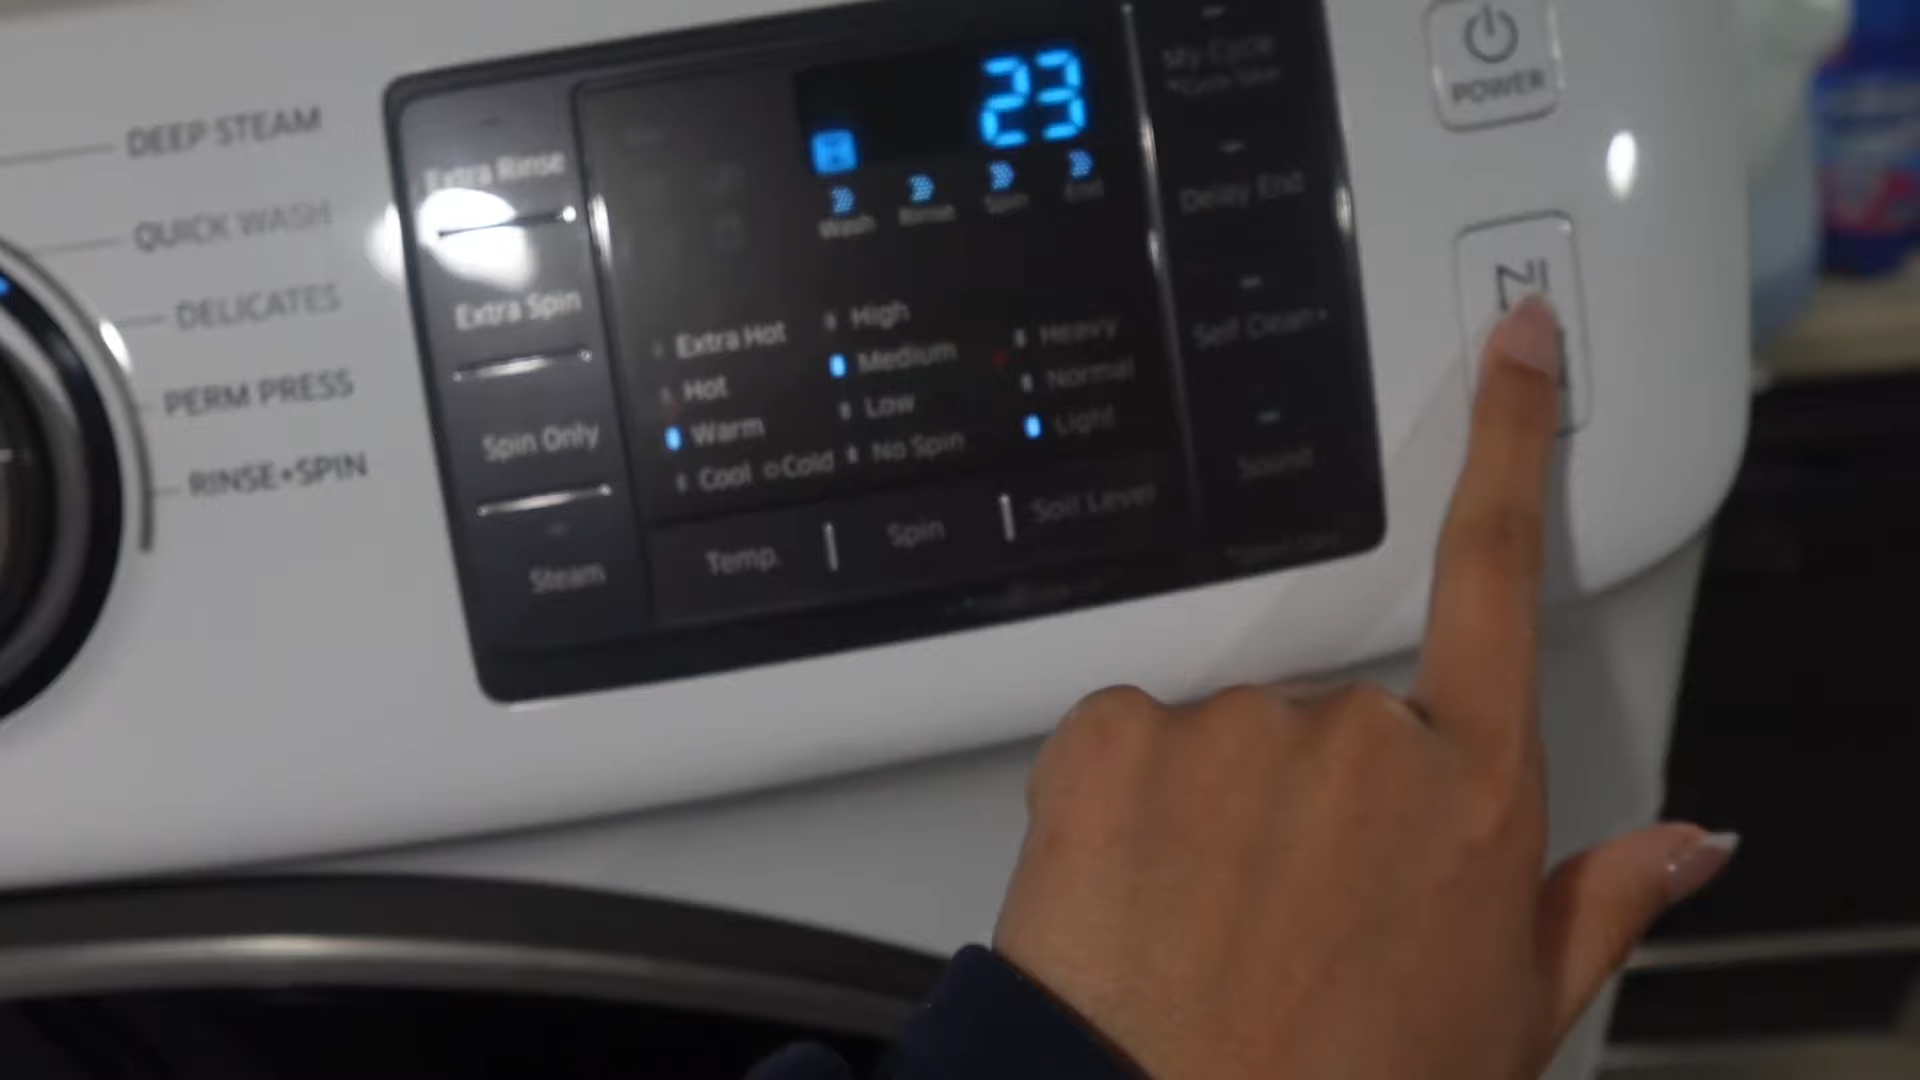 DEEP STEAM
QUICK WASH
DELICATES
PERM PRESS
RINSE+SPIN
Extra Rinse
Extra Spin
Spin Only
Steam
23
Wash Rinse Spin End
Extra Hot
Hot
Warm
Cool Cold
Temp.
High
Medium
Low
No Spin
Spin
Heavy
Normal
Light
Soil Level
My Cycle
Delay End
Self Clean+
Sound
POWER